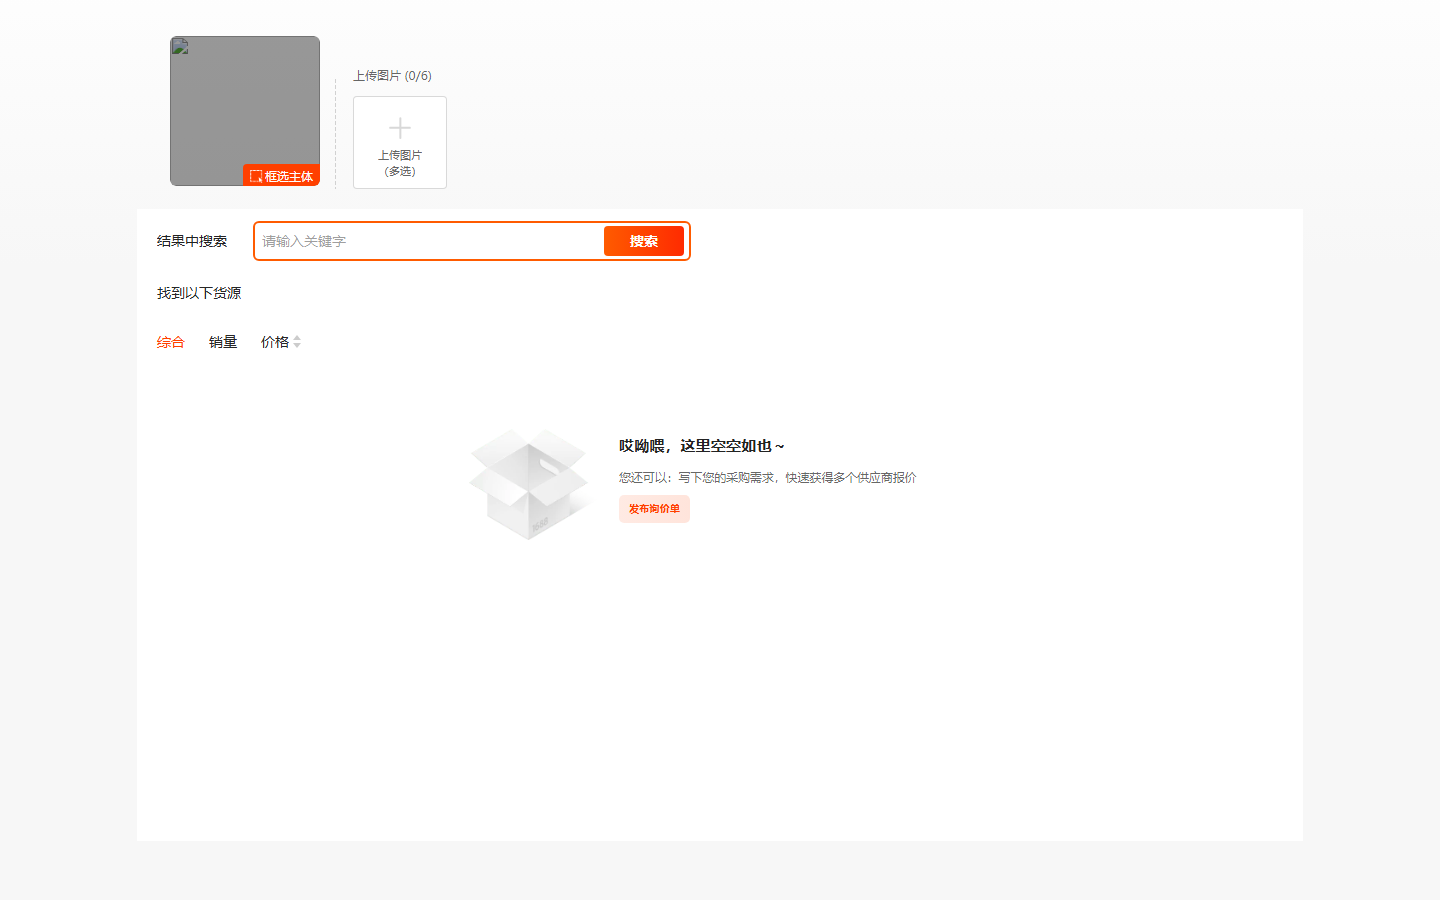 框选主体
上传图片 (0/6)
上传图片
(多选)
结果中搜索
请输入关键字
搜索
找到以下货源
综合 销量 价格
哎呦喂，这里空空如也～
您还可以：写下您的采购需求，快速获得多个供应商报价
发布询价单
1688